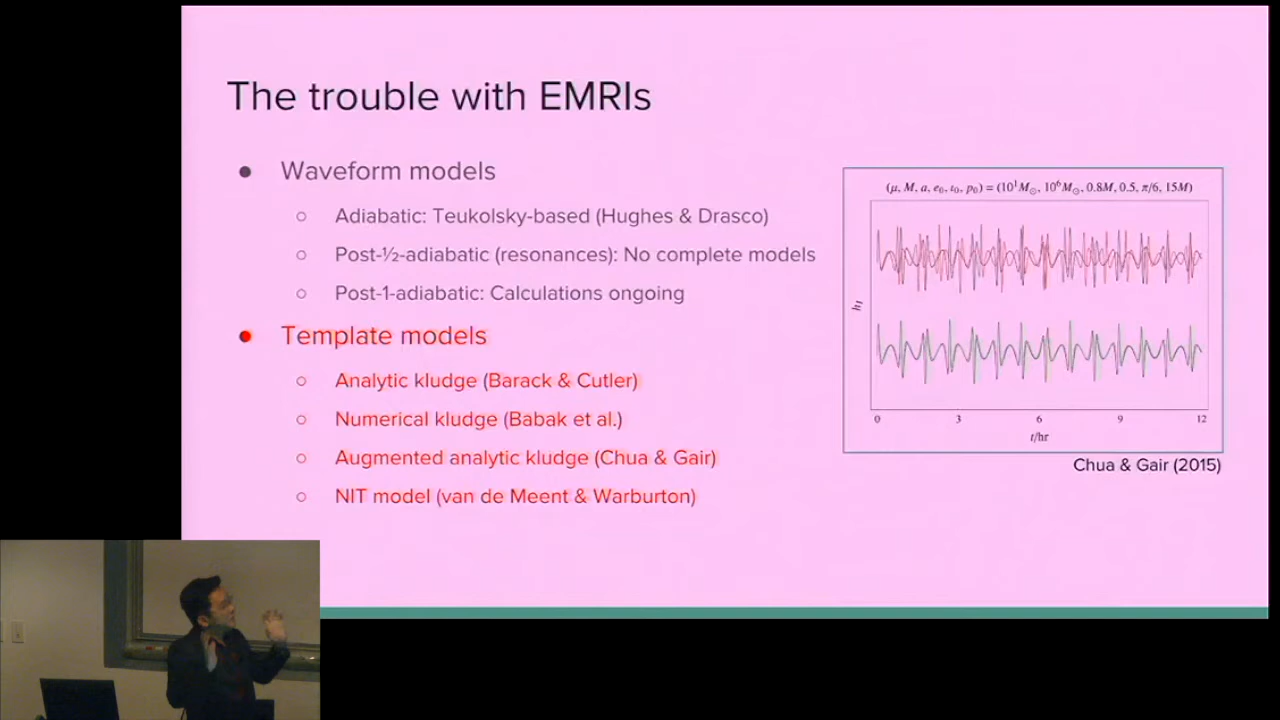 The trouble with EMRIs
● Waveform models
○ Adiabatic: Teukolsky-based (Hughes & Drasco)
○ Post-½-adiabatic (resonances): No complete models
○ Post-1-adiabatic: Calculations ongoing
● Template models
○ Analytic kludge (Barack & Cutler)
○ Numerical kludge (Babak et al.)
○ Augmented analytic kludge (Chua & Gair)
○ NIT model (van de Meent & Warburton)
(μ, M, a, e₀, ι₀, p₀) = (10¹M☉, 10⁶M☉, 0.8M, 0.5, π/6, 15M)
h_I
0 3 6 9 12
t/hr
Chua & Gair (2015)